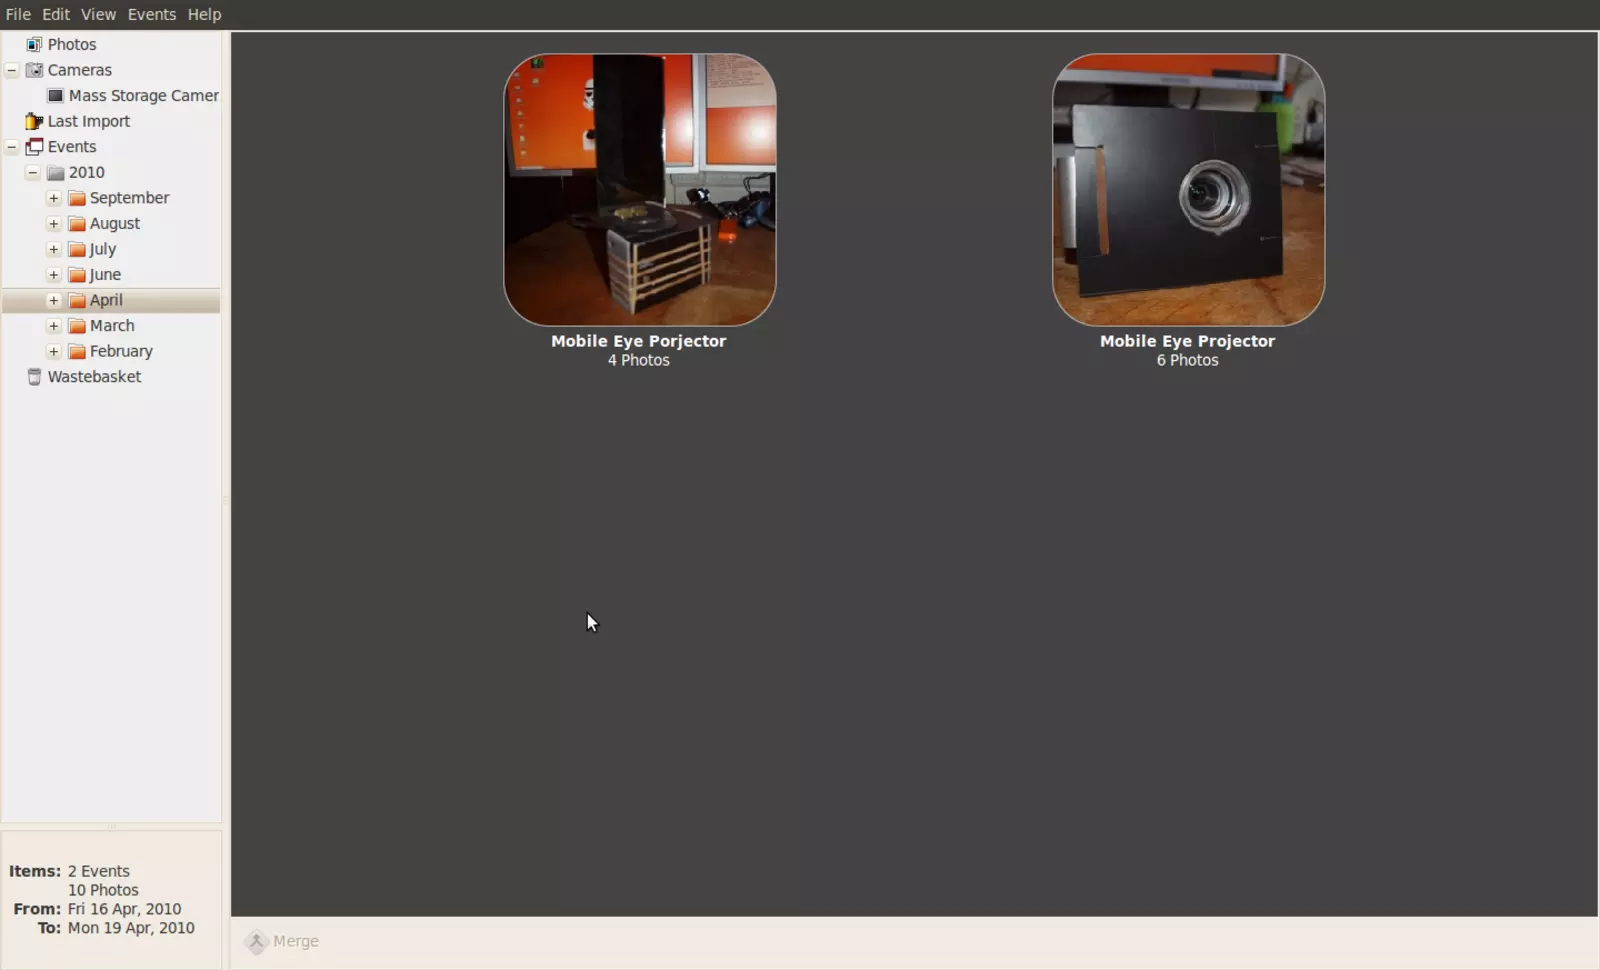 File Edit View Events Help
Photos
Cameras
Mass Storage Camer
Last Import
Events
2010
September
August
July
June
April
March
February
Wastebasket
Mobile Eye Porjector
4 Photos
Mobile Eye Projector
6 Photos
Items: 2 Events
10 Photos
From: Fri 16 Apr, 2010
To: Mon 19 Apr, 2010
Merge